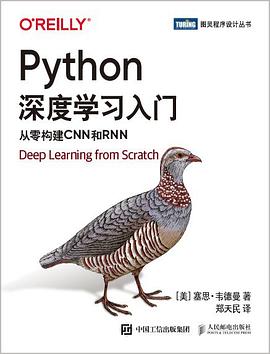 O'REILLY®
TURING 图灵程序设计丛书
Python
深度学习入门
从零构建CNN和RNN
Deep Learning from Scratch
[美] 塞思·韦德曼 著
郑天民 译
中国工信出版集团
人民邮电出版社
POSTS & TELECOM PRESS